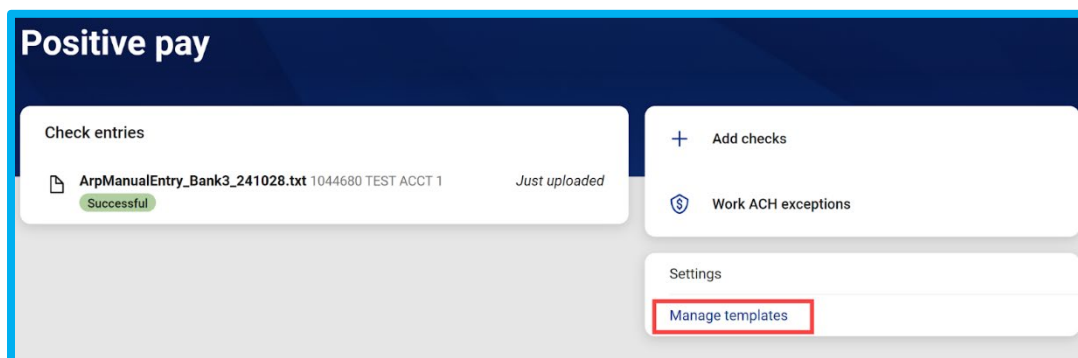 Positive pay
Check entries
ArpManualEntry_Bank3_241028.txt 1044680 TEST ACCT 1 Just uploaded
Successful
Add checks
Work ACH exceptions
Settings
Manage templates